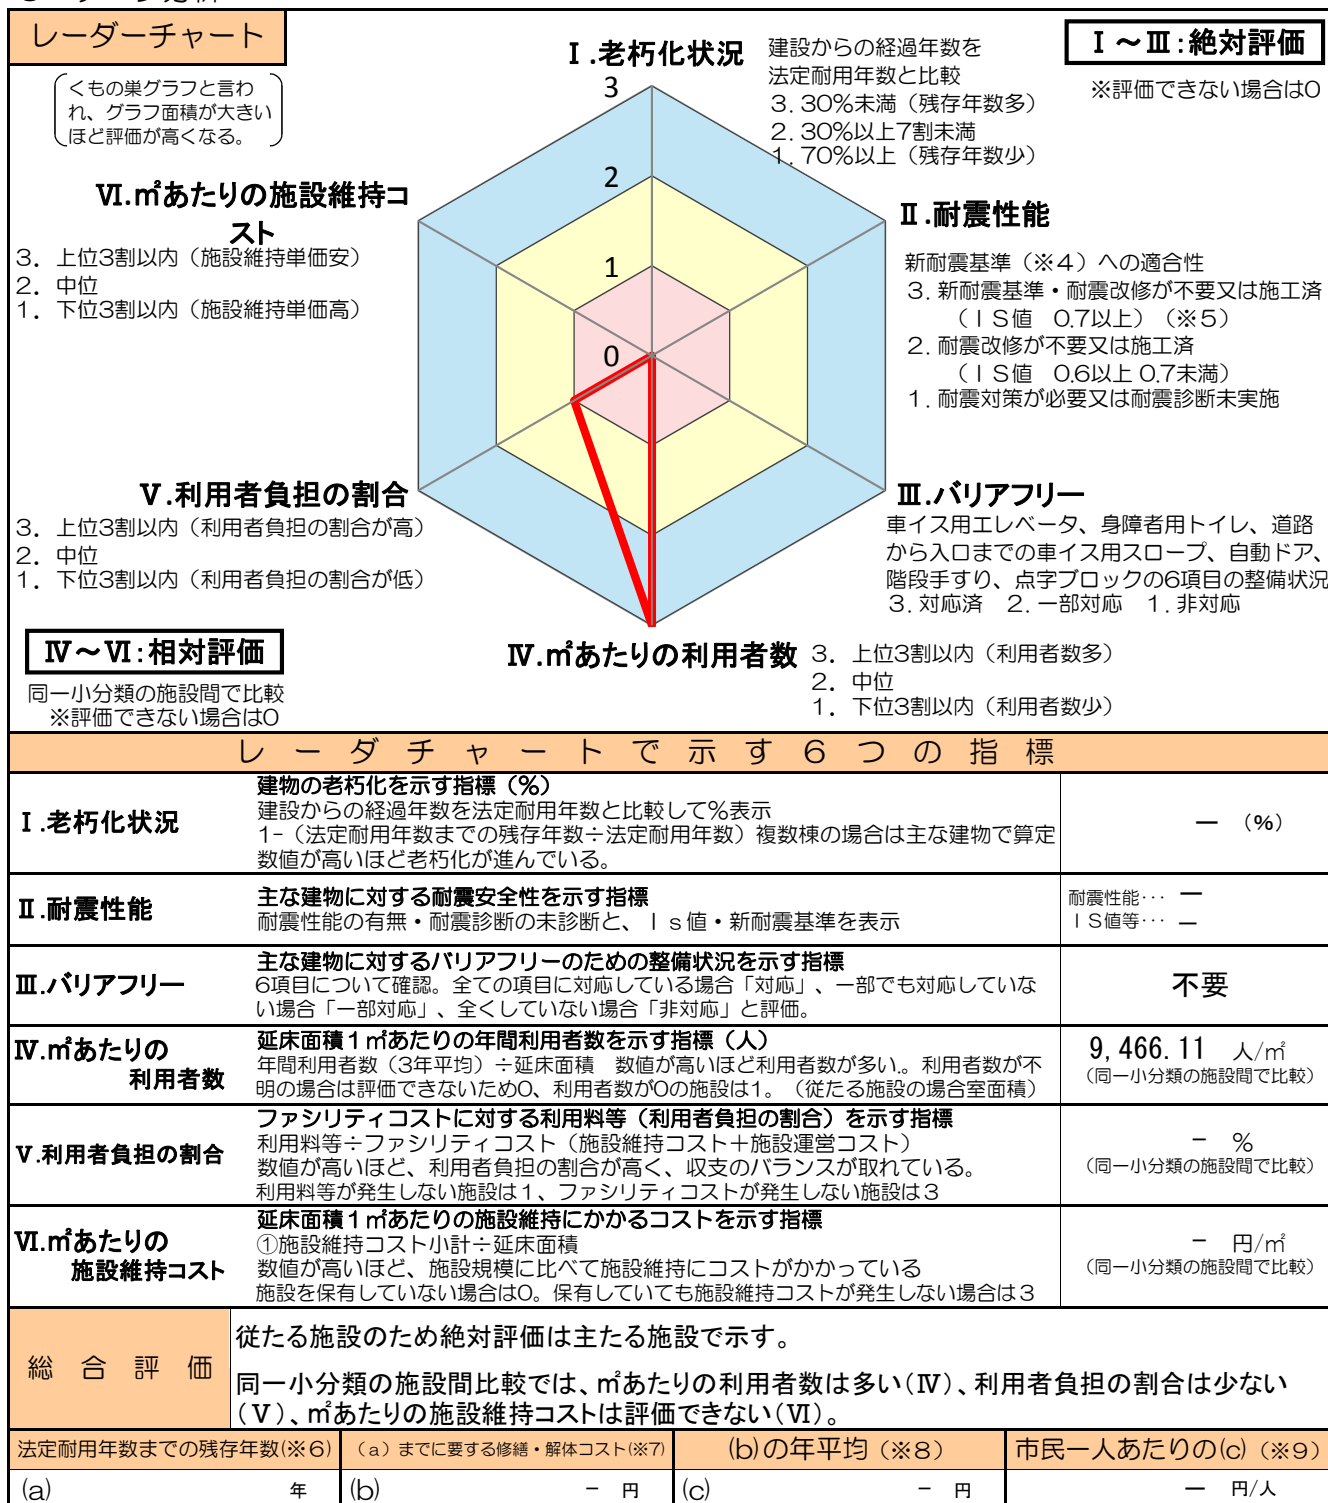 レーダーチャート
くもの巣グラフと言わ
れ、グラフ面積が大きい
ほど評価が高くなる。
Ⅰ.老朽化状況
建設からの経過年数を
法定耐用年数と比較
3. 30%未満（残存年数多）
2. 30%以上7割未満
1. 70%以上（残存年数少）
Ⅰ～Ⅲ:絶対評価
※評価できない場合は0
3
2
1
0
Ⅵ.㎡あたりの施設維持コ
スト
3. 上位3割以内（施設維持単価安）
2. 中位
1. 下位3割以内（施設維持単価高）
Ⅱ.耐震性能
新耐震基準（※4）への適合性
3. 新耐震基準・耐震改修が不要又は施工済
（ＩＳ値 0.7以上）（※5）
2. 耐震改修が不要又は施工済
（ＩＳ値 0.6以上 0.7未満）
1. 耐震対策が必要又は耐震診断未実施
Ⅴ.利用者負担の割合
3. 上位3割以内（利用者負担の割合が高）
2. 中位
1. 下位3割以内（利用者負担の割合が低）
Ⅲ.バリアフリー
車イス用エレベータ、身障者用トイレ、道路
から入口までの車イス用スロープ、自動ドア、
階段手すり、点字ブロックの6項目の整備状況
3. 対応済 2. 一部対応 1. 非対応
Ⅳ～Ⅵ:相対評価
同一小分類の施設間で比較
※評価できない場合は0
Ⅳ.㎡あたりの利用者数
3. 上位3割以内（利用者数多）
2. 中位
1. 下位3割以内（利用者数少）
レーダチャートで示す６つの指標
Ⅰ.老朽化状況
建物の老朽化を示す指標（%）
建設からの経過年数を法定耐用年数と比較して%表示
1-（法定耐用年数までの残存年数÷法定耐用年数）複数棟の場合は主な建物で算定
数値が高いほど老朽化が進んでいる。
― （%）
Ⅱ.耐震性能
主な建物に対する耐震安全性を示す指標
耐震性能の有無・耐震診断の未診断と、Ｉｓ値・新耐震基準を表示
耐震性能… ―
ＩＳ値等… ―
Ⅲ.バリアフリー
主な建物に対するバリアフリーのための整備状況を示す指標
6項目について確認。全ての項目に対応している場合「対応」、一部でも対応していな
い場合「一部対応」、全くしていない場合「非対応」と評価。
不要
Ⅳ.㎡あたりの
利用者数
延床面積１㎡あたりの年間利用者数を示す指標（人）
年間利用者数（3年平均）÷延床面積 数値が高いほど利用者数が多い。利用者数が不
明の場合は評価できないため0、利用者数が0の施設は1。（従たる施設の場合室面積）
9,466.11 人/㎡
（同一小分類の施設間で比較）
Ⅴ.利用者負担の割合
ファシリティコストに対する利用料等（利用者負担の割合）を示す指標
利用料等÷ファシリティコスト（施設維持コスト＋施設運営コスト）
数値が高いほど、利用者負担の割合が高く、収支のバランスが取れている。
利用料等が発生しない施設は１、ファシリティコストが発生しない施設は３
－ %
（同一小分類の施設間で比較）
Ⅵ.㎡あたりの
施設維持コスト
延床面積１㎡あたりの施設維持にかかるコストを示す指標
①施設維持コスト小計÷延床面積
数値が高いほど、施設規模に比べて施設維持にコストがかかっている
施設を保有していない場合は0。保有していても施設維持コストが発生しない場合は３
－ 円/㎡
（同一小分類の施設間で比較）
総合評価
従たる施設のため絶対評価は主たる施設で示す。
同一小分類の施設間比較では、㎡あたりの利用者数は多い(Ⅳ)、利用者負担の割合は少ない
(Ⅴ)、㎡あたりの施設維持コストは評価できない(Ⅵ)。
法定耐用年数までの残存年数(※6)
（a）までに要する修繕・解体コスト(※7)
(b)の年平均（※8）
市民一人あたりの(c)（※9）
(a) 年
(b) － 円
(c) － 円
― 円/人